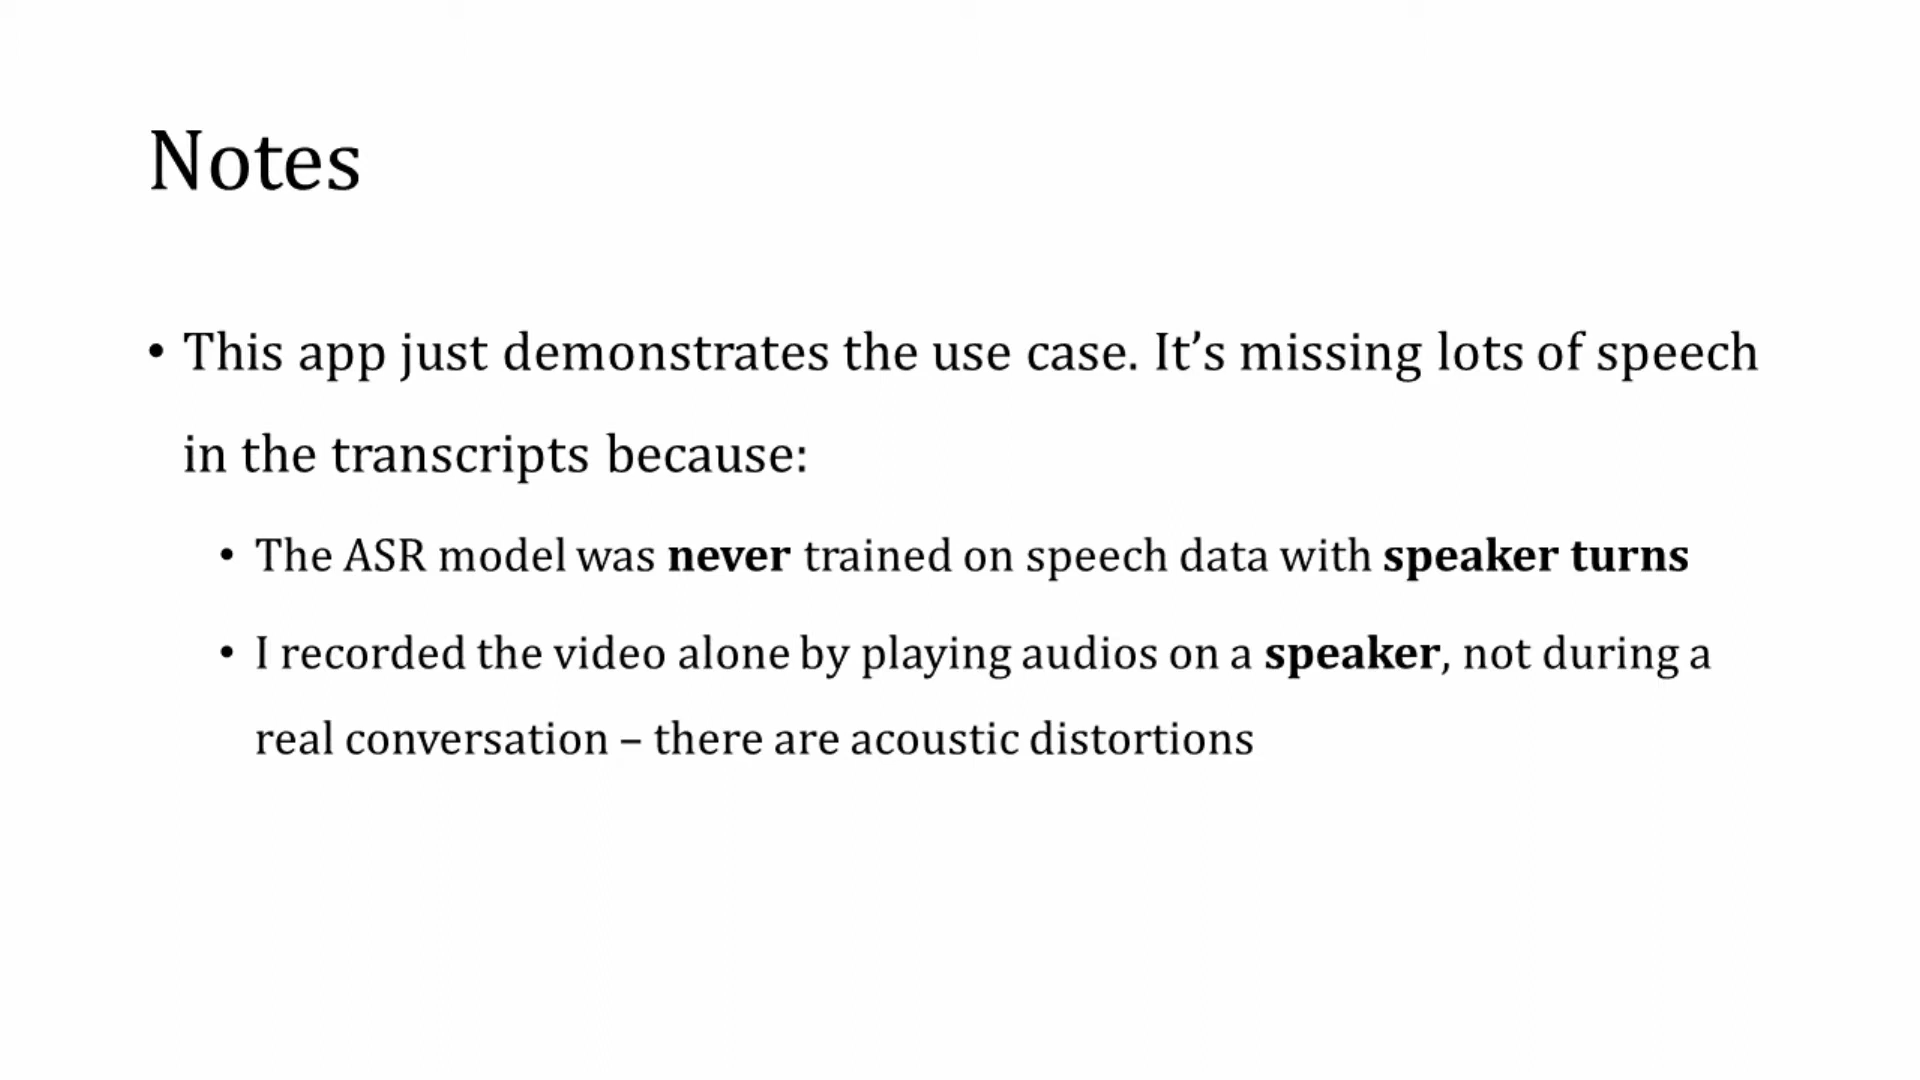 Notes
• This app just demonstrates the use case. It’s missing lots of speech
in the transcripts because:
• The ASR model was never trained on speech data with speaker turns
• I recorded the video alone by playing audios on a speaker, not during a
real conversation – there are acoustic distortions